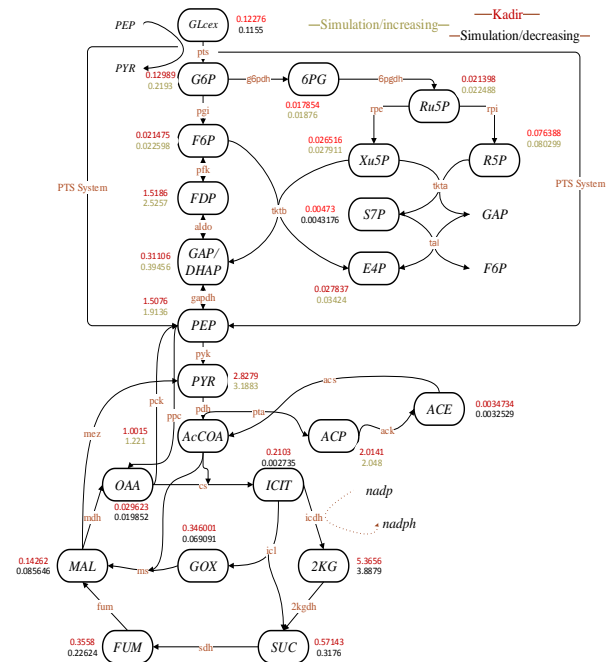 Kadir
Simulation/increasing
Simulation/decreasing
PEP
GLcex
0.12276
0.1155
pts
PYR
0.12989
0.2193
G6P
g6pdh
6PG
6pgdh
0.021398
0.022488
0.017854
0.01876
Ru5P
pgi
rpe
rpi
0.021475
0.022598
F6P
0.026516
0.027911
Xu5P
R5P
0.076388
0.080299
pfk
PTS System
tkta
PTS System
1.5186
2.5257
FDP
tktb
0.00473
0.0043176
S7P
GAP
aldo
tal
0.31106
0.39456
GAP/
DHAP
E4P
F6P
0.027837
0.03424
gapdh
1.5076
1.9136
PEP
pyk
PYR
2.8279
3.1883
acs
pck
ppc
pdh
pta
ACE
0.0034734
0.0032529
mez
1.0015
1.221
AcCOA
ACP
ack
2.0141
2.048
OAA
cs
0.2103
0.002735
ICIT
nadp
0.029623
0.019852
mdh
icdh
nadph
0.346001
0.069091
icl
0.14262
0.085646
MAL
ms
GOX
2KG
5.3656
3.8879
fum
2kgdh
0.3558
0.22624
FUM
sdh
SUC
0.57143
0.3176